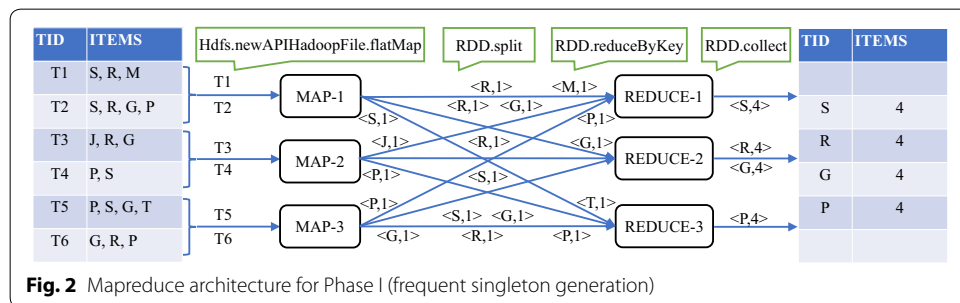 TID ITEMS
Hdfs.newAPIHadoopFile.flatMap RDD.split RDD.reduceByKey RDD.collect
TID ITEMS
T1 S, R, M
T2 S, R, G, P
T3 J, R, G
T4 P, S
T5 P, S, G, T
T6 G, R, P
T1
T2
T3
T4
T5
T6
MAP-1
MAP-2
MAP-3
<R,1> <M,1>
<R,1> <G,1>
<S,1> <P,1>
<J,1> <R,1> <G,1>
<P,1> <S,1>
<P,1> <T,1>
<S,1> <G,1>
<G,1> <R,1> <P,1>
REDUCE-1
REDUCE-2
REDUCE-3
<S,4>
<R,4>
<G,4>
<P,4>
S 4
R 4
G 4
P 4
Fig. 2 Mapreduce architecture for Phase I (frequent singleton generation)